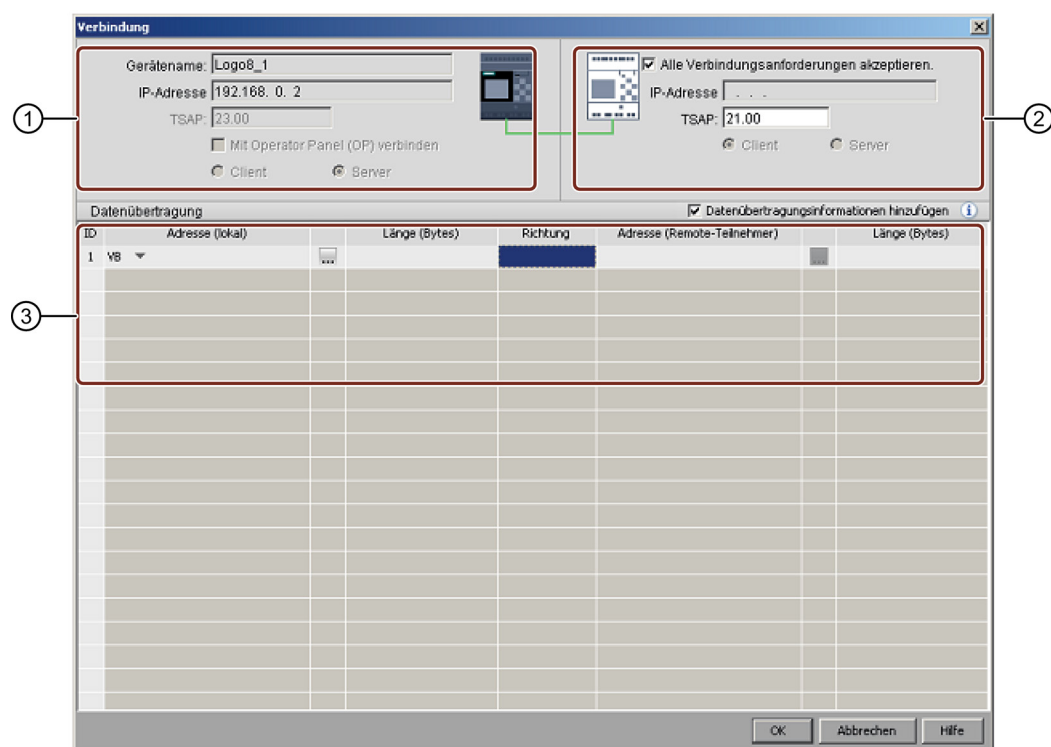 Verbindung
Gerätename: Logo8_1
IP-Adresse 192.168. 0. 2
TSAP: 23.00
Mit Operator Panel (OP) verbinden
Client Server
1
Alle Verbindungsanforderungen akzeptieren.
IP-Adresse . . .
TSAP: 21.00
Client Server
2
Datenübertragung Datenübertragungsinformationen hinzufügen i
ID Adresse (lokal) Länge (Bytes) Richtung Adresse (Remote-Teilnehmer) Länge (Bytes)
1 VB ... ...
3
OK Abbrechen Hilfe